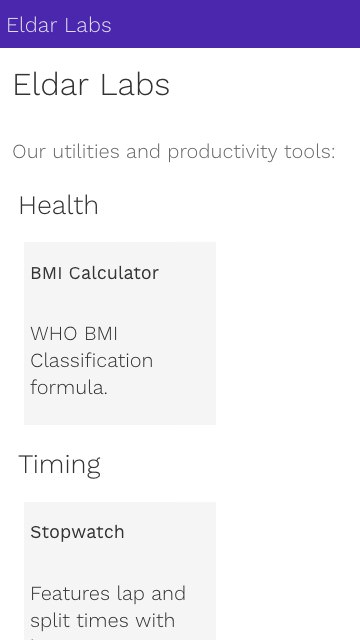 Eldar Labs
Eldar Labs
Our utilities and productivity tools:
Health
BMI Calculator
WHO BMI
Classification
formula.
Timing
Stopwatch
Features lap and
split times with